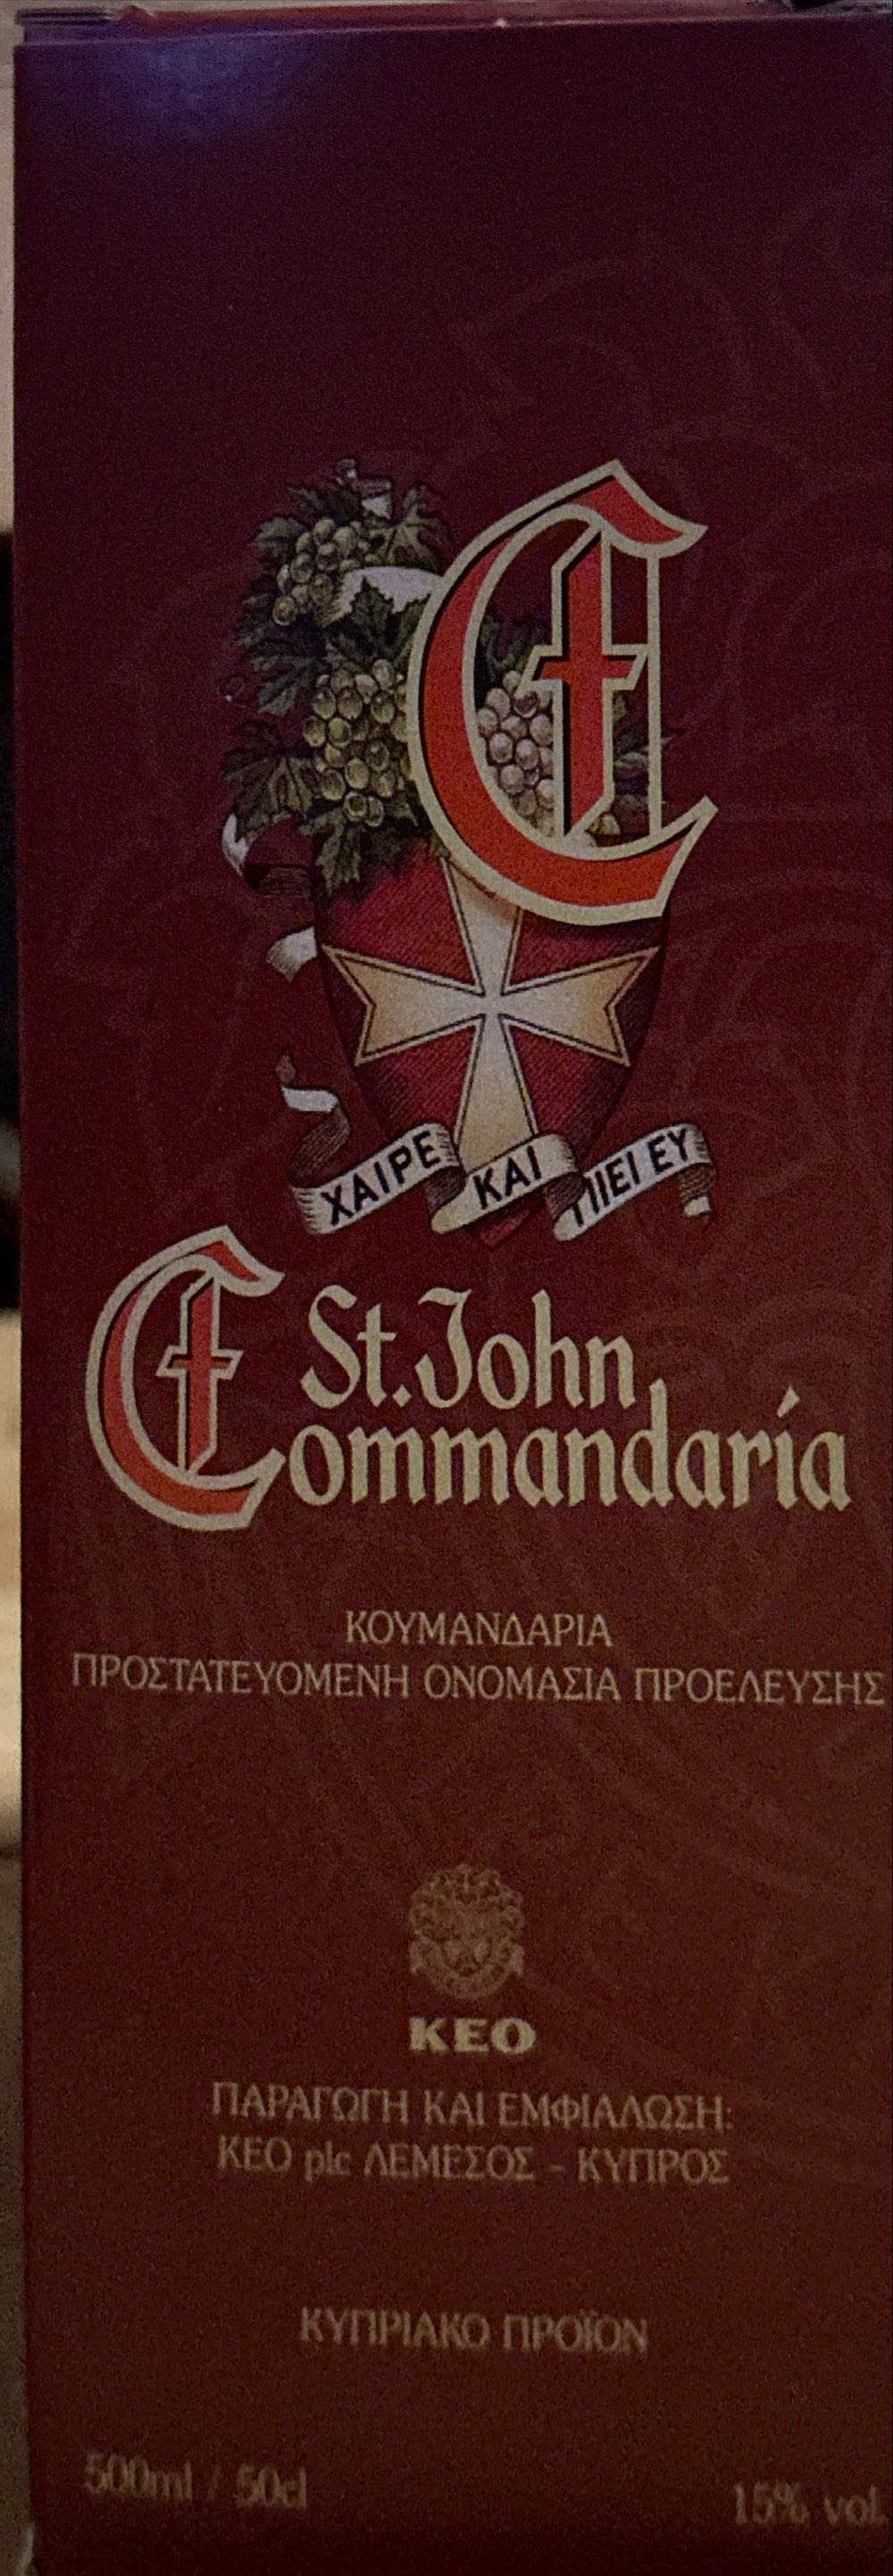 ΧΑΙΡΕ ΚΑΙ ΠΙΕΙ ΕΥ
St. John
Commandaría
ΚΟΥΜΑΝΔΑΡΙΑ
ΠΡΟΣΤΑΤΕΥΟΜΕΝΗ ΟΝΟΜΑΣΙΑ ΠΡΟΕΛΕΥΣΗΣ
KEO
ΠΑΡΑΓΩΓΗ ΚΑΙ ΕΜΦΙΑΛΩΣΗ:
ΚΕΟ plc ΛΕΜΕΣΟΣ - ΚΥΠΡΟΣ
ΚΥΠΡΙΑΚΟ ΠΡΟΪΟΝ
500ml / 50cl
15% vol.